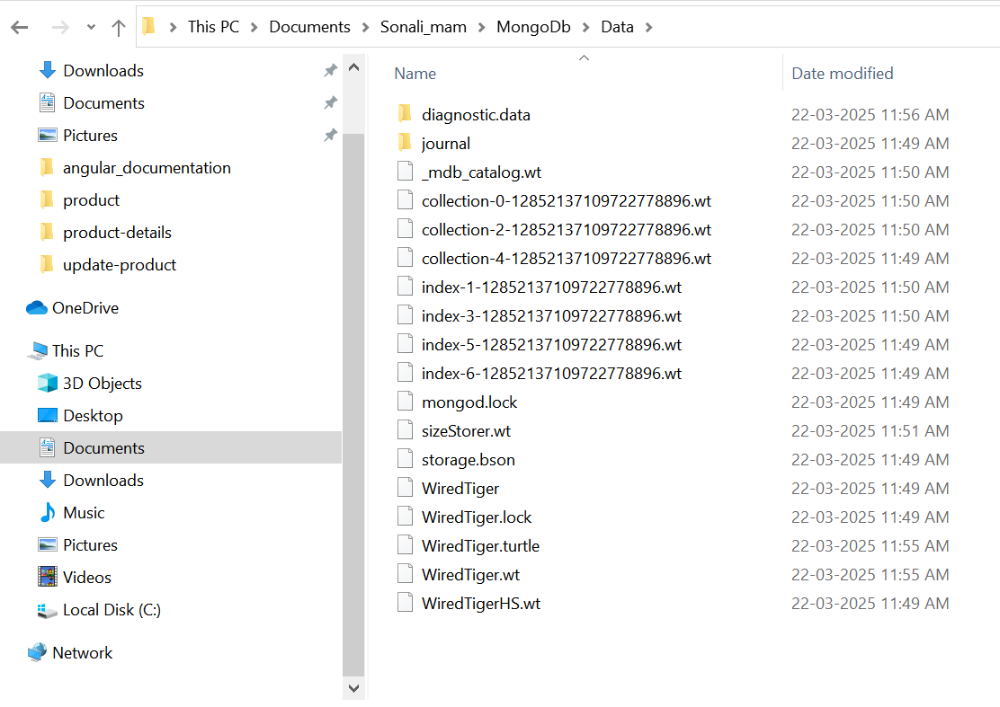 This PC > Documents > Sonali_mam > MongoDb > Data >
Downloads
Documents
Pictures
angular_documentation
product
product-details
update-product
OneDrive
This PC
3D Objects
Desktop
Documents
Downloads
Music
Pictures
Videos
Local Disk (C:)
Network
Name Date modified
diagnostic.data 22-03-2025 11:56 AM
journal 22-03-2025 11:49 AM
_mdb_catalog.wt 22-03-2025 11:50 AM
collection-0-12852137109722778896.wt 22-03-2025 11:50 AM
collection-2-12852137109722778896.wt 22-03-2025 11:50 AM
collection-4-12852137109722778896.wt 22-03-2025 11:49 AM
index-1-12852137109722778896.wt 22-03-2025 11:50 AM
index-3-12852137109722778896.wt 22-03-2025 11:50 AM
index-5-12852137109722778896.wt 22-03-2025 11:49 AM
index-6-12852137109722778896.wt 22-03-2025 11:49 AM
mongod.lock 22-03-2025 11:49 AM
sizeStorer.wt 22-03-2025 11:51 AM
storage.bson 22-03-2025 11:49 AM
WiredTiger 22-03-2025 11:49 AM
WiredTiger.lock 22-03-2025 11:49 AM
WiredTiger.turtle 22-03-2025 11:55 AM
WiredTiger.wt 22-03-2025 11:55 AM
WiredTigerHS.wt 22-03-2025 11:49 AM